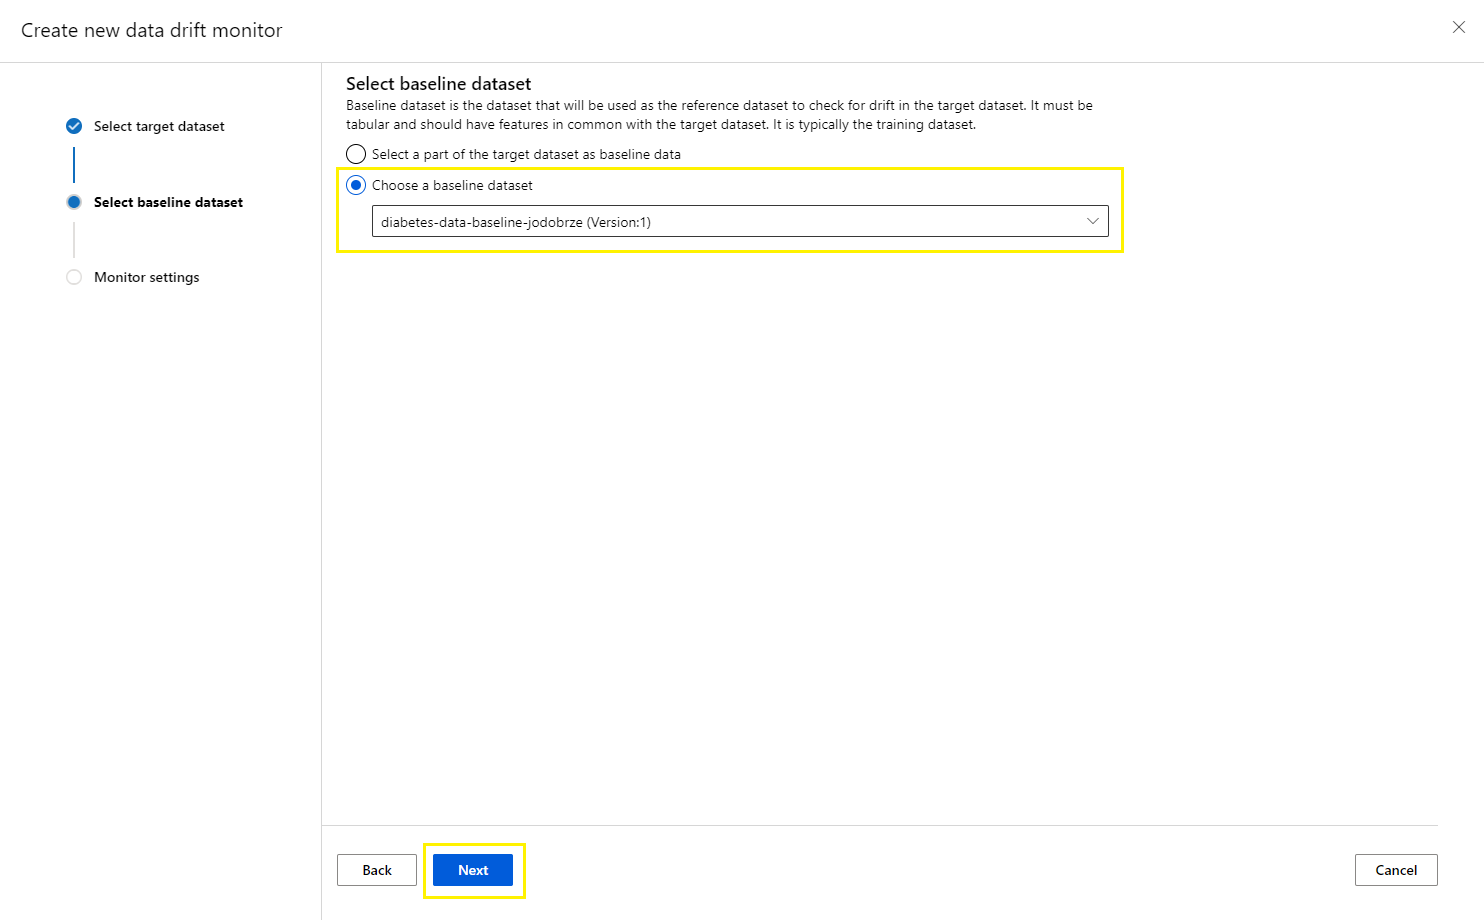 Create new data drift monitor
Select target dataset
Select baseline dataset
Monitor settings
Select baseline dataset
Baseline dataset is the dataset that will be used as the reference dataset to check for drift in the target dataset. It must be
tabular and should have features in common with the target dataset. It is typically the training dataset.
Select a part of the target dataset as baseline data
Choose a baseline dataset
diabetes-data-baseline-jodobrze (Version:1)
Back
Next
Cancel